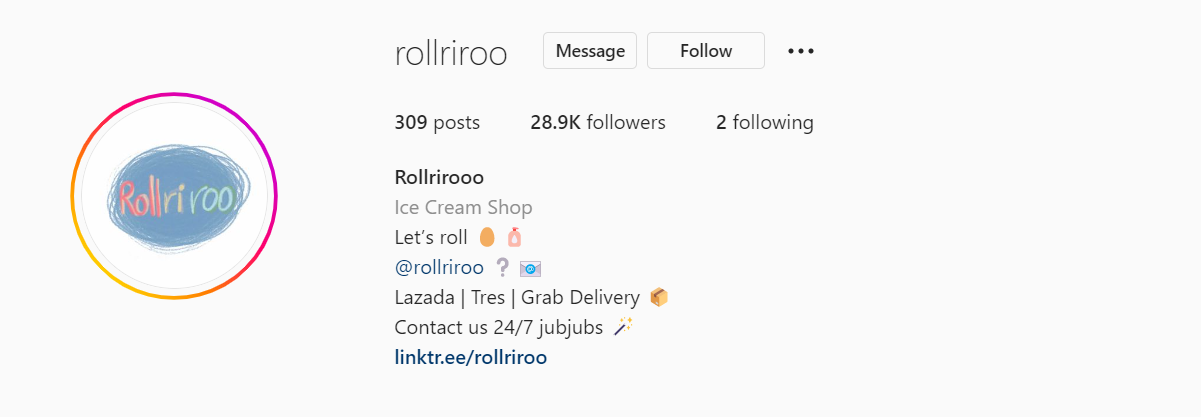 rollriroo Message Follow •••
309 posts 28.9K followers 2 following
Rollriroo.
Rollrirooo
Ice Cream Shop
Let’s roll 🥚 🧴
@rollriroo ❔ 📧
Lazada | Tres | Grab Delivery 📦
Contact us 24/7 jubjubs 🪄
linktr.ee/rollriroo